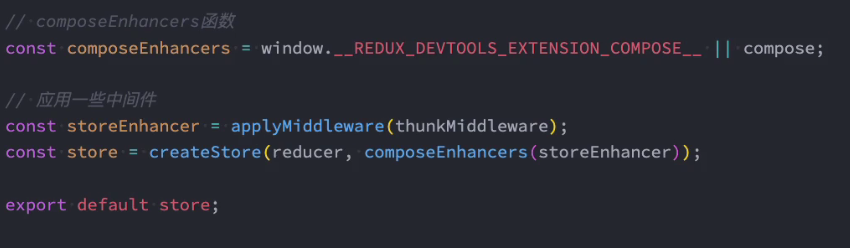 // composeEnhancers函数
const composeEnhancers = window.__REDUX_DEVTOOLS_EXTENSION_COMPOSE__ || compose;
// 应用一些中间件
const storeEnhancer = applyMiddleware(thunkMiddleware);
const store = createStore(reducer, composeEnhancers(storeEnhancer));
export default store;